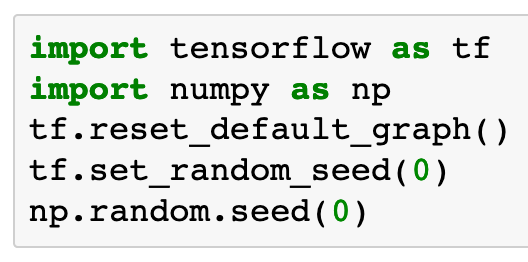 import tensorflow as tf
import numpy as np
tf.reset_default_graph()
tf.set_random_seed(0)
np.random.seed(0)